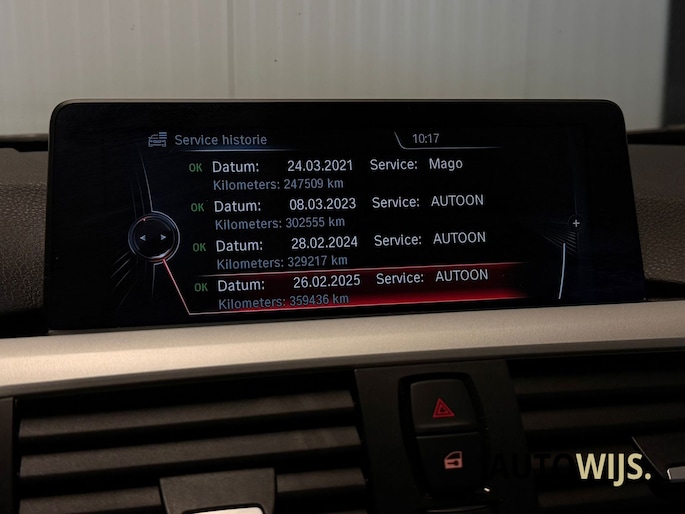 Service historie 10:17
OK Datum: 24.03.2021 Service: Mago
Kilometers: 247509 km
OK Datum: 08.03.2023 Service: AUTOON
Kilometers: 302555 km
OK Datum: 28.02.2024 Service: AUTOON
Kilometers: 329217 km
OK Datum: 26.02.2025 Service: AUTOON
Kilometers: 359436 km
AUTOWIJS.